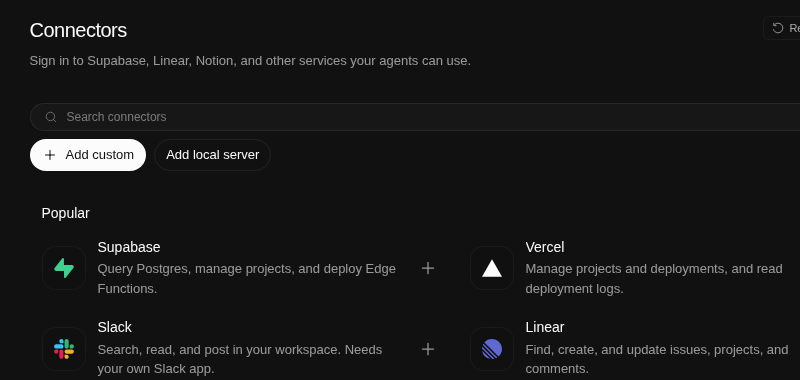 Connectors
Sign in to Supabase, Linear, Notion, and other services your agents can use.
Search connectors
Add custom
Add local server
Popular
Supabase
Query Postgres, manage projects, and deploy Edge
Functions.
Vercel
Manage projects and deployments, and read
deployment logs.
Slack
Search, read, and post in your workspace. Needs
your own Slack app.
Linear
Find, create, and update issues, projects, and
comments.